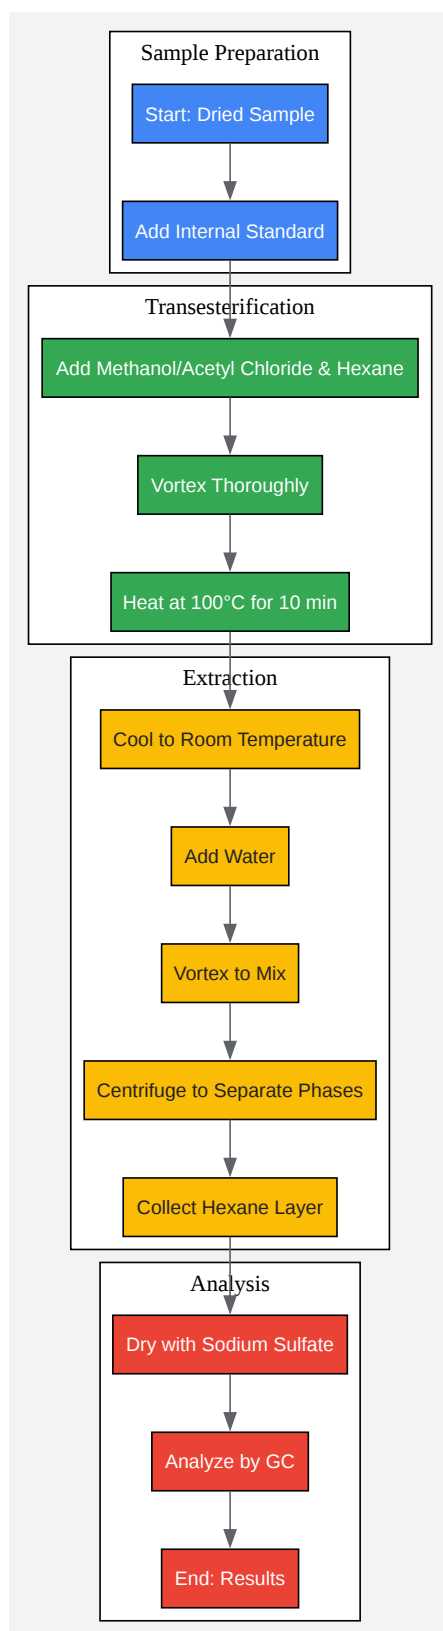 Sample Preparation
Start: Dried Sample
Add Internal Standard
Transesterification
Add Methanol/Acetyl Chloride & Hexane
Vortex Thoroughly
Heat at 100°C for 10 min
Extraction
Cool to Room Temperature
Add Water
Vortex to Mix
Centrifuge to Separate Phases
Collect Hexane Layer
Analysis
Dry with Sodium Sulfate
Analyze by GC
End: Results